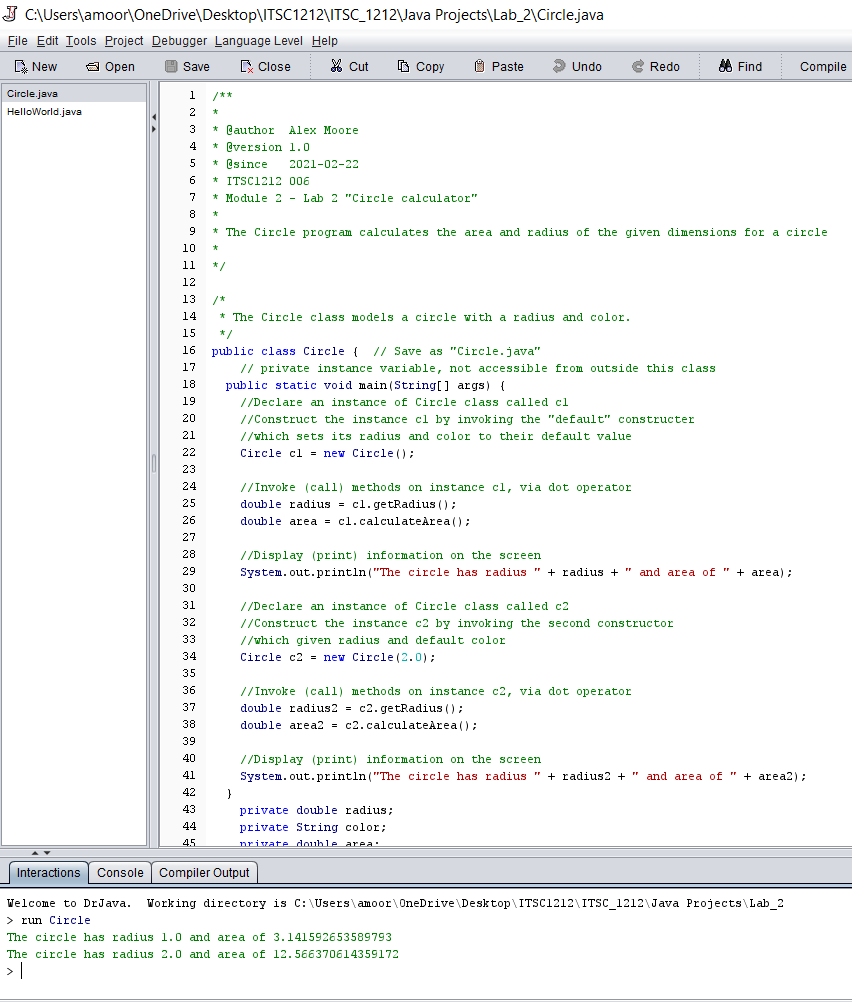 C:\Users\amoor\OneDrive\Desktop\ITSC1212\ITSC_1212\Java Projects\Lab_2\Circle.java
File Edit Tools Project Debugger Language Level Help
New Open Save Close Cut Copy Paste Undo Redo Find Compile
Circle.java
HelloWorld.java
1 /**
2 *
3 * @author  Alex Moore
4 * @version 1.0
5 * @since   2021-02-22
6 * ITSC1212 006
7 * Module 2 - Lab 2 "Circle calculator"
8 *
9 * The Circle program calculates the area and radius of the given dimensions for a circle
10 *
11 */
12
13 /*
14  * The Circle class models a circle with a radius and color.
15  */
16 public class Circle {  // Save as "Circle.java"
17     // private instance variable, not accessible from outside this class
18   public static void main(String[] args) {
19     //Declare an instance of Circle class called c1
20     //Construct the instance c1 by invoking the "default" constructer
21     //which sets its radius and color to their default value
22     Circle c1 = new Circle();
23
24     //Invoke (call) methods on instance c1, via dot operator
25     double radius = c1.getRadius();
26     double area = c1.calculateArea();
27
28     //Display (print) information on the screen
29     System.out.println("The circle has radius " + radius + " and area of " + area);
30
31     //Declare an instance of Circle class called c2
32     //Construct the instance c2 by invoking the second constructor
33     //which given radius and default color
34     Circle c2 = new Circle(2.0);
35
36     //Invoke (call) methods on instance c2, via dot operator
37     double radius2 = c2.getRadius();
38     double area2 = c2.calculateArea();
39
40     //Display (print) information on the screen
41     System.out.println("The circle has radius " + radius2 + " and area of " + area2);
42   }
43     private double radius;
44     private String color;
45     private double area;
Interactions Console Compiler Output
Welcome to DrJava.  Working directory is C:\Users\amoor\OneDrive\Desktop\ITSC1212\ITSC_1212\Java Projects\Lab_2
> run Circle
The circle has radius 1.0 and area of 3.141592653589793
The circle has radius 2.0 and area of 12.566370614359172
>